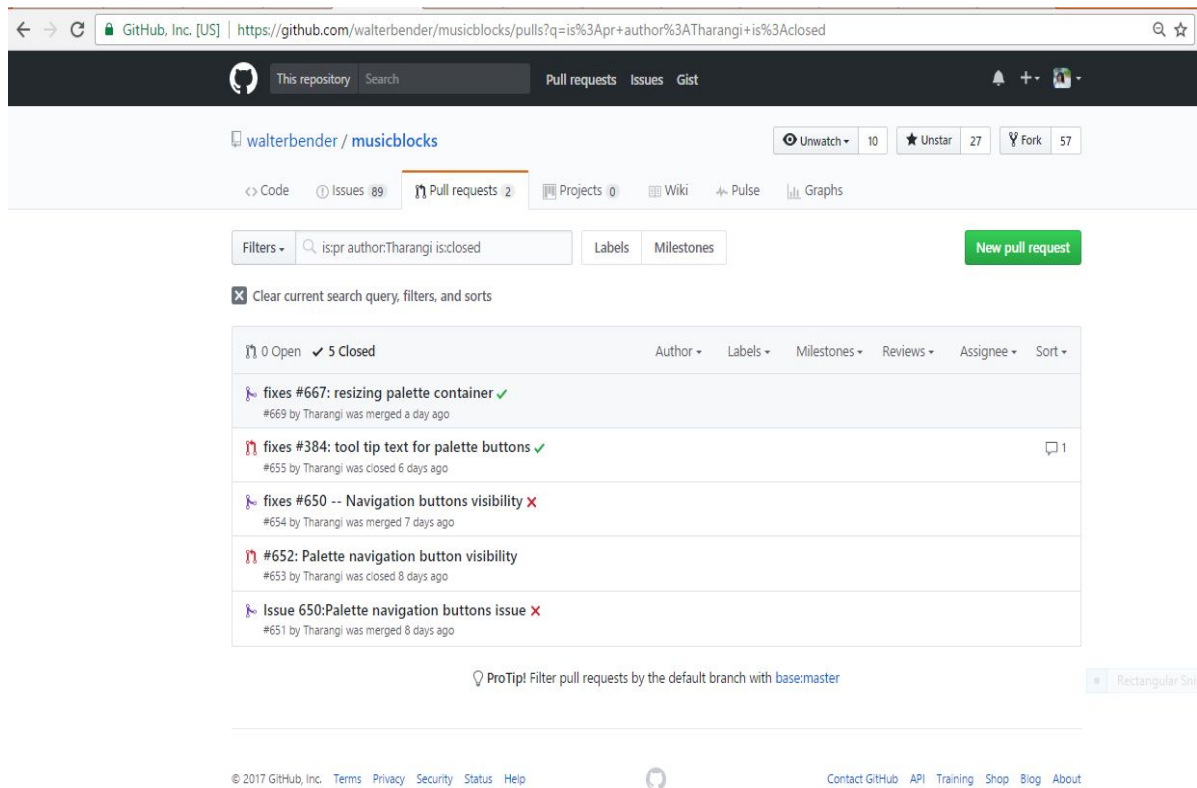 GitHub, Inc. [US] | https://github.com/walterbender/musicblocks/pulls?q=is%3Apr+author%3ATharangi+is%3Aclosed
This repository Search Pull requests Issues Gist
walterbender / musicblocks Unwatch 10 Unstar 27 Fork 57
Code Issues 89 Pull requests 2 Projects 0 Wiki Pulse Graphs
Filters is:pr author:Tharangi is:closed Labels Milestones New pull request
Clear current search query, filters, and sorts
0 Open 5 Closed Author Labels Milestones Reviews Assignee Sort
fixes #667: resizing palette container
#669 by Tharangi was merged a day ago
fixes #384: tool tip text for palette buttons 1
#655 by Tharangi was closed 6 days ago
fixes #650 -- Navigation buttons visibility
#654 by Tharangi was merged 7 days ago
#652: Palette navigation button visibility
#653 by Tharangi was closed 8 days ago
Issue 650:Palette navigation buttons issue
#651 by Tharangi was merged 8 days ago
ProTip! Filter pull requests by the default branch with base:master
Rectangular Sni
© 2017 GitHub, Inc. Terms Privacy Security Status Help Contact GitHub API Training Shop Blog About